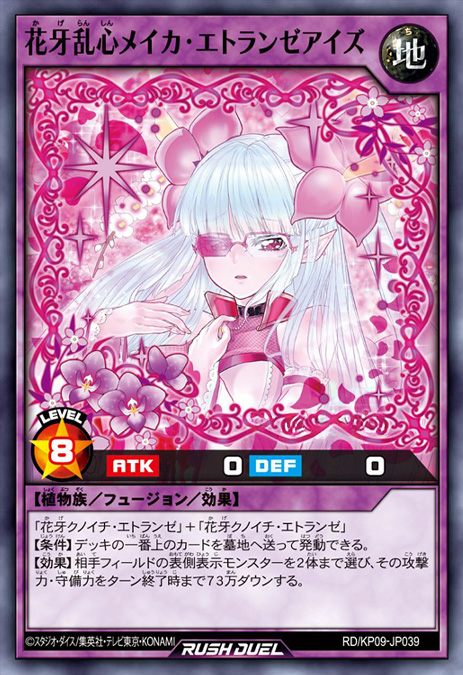 花牙乱心メイカ・エトランゼアイズ
地
LEVEL
8
ATK 0 DEF 0
【植物族／フュージョン／効果】
「花牙クノイチ・エトランゼ」+「花牙クノイチ・エトランゼ」
【条件】デッキの一番上のカードを墓地へ送って発動できる。
【効果】相手フィールドの表側表示モンスターを2体まで選び、その攻撃
力・守備力をターン終了時まで73万ダウンする。
©スタジオ・ダイス/集英社・テレビ東京・KONAMI
RUSH DUEL
RD/KP09-JP039